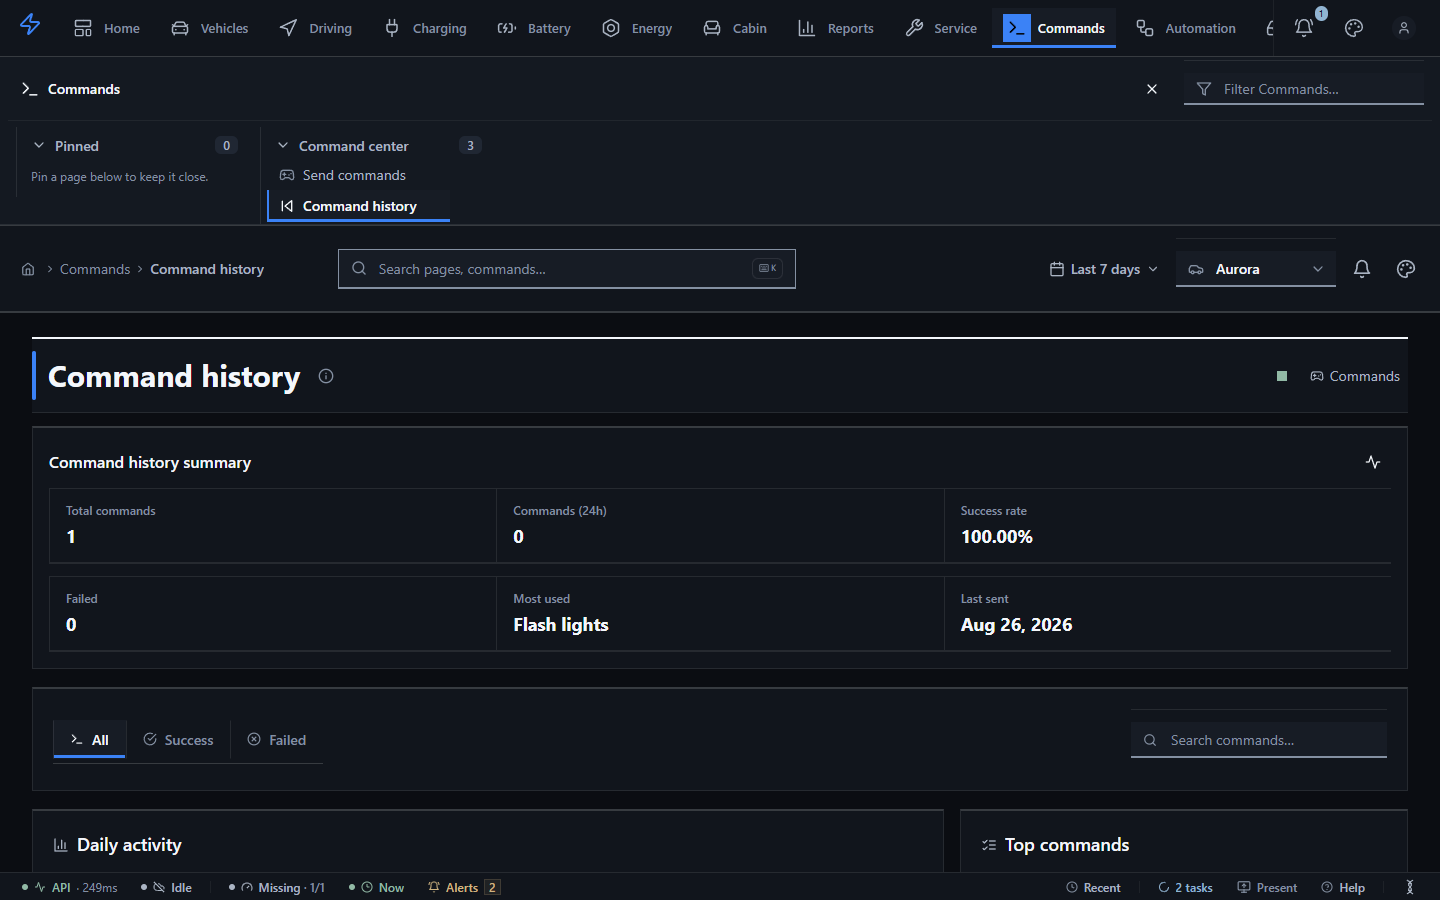 Home
Vehicles
Driving
Charging
Battery
Energy
Cabin
Reports
Service
Commands
Automation
1
Commands
Filter Commands...
Pinned
0
Pin a page below to keep it close.
Command center
3
Send commands
Command history
Commands
Command history
Search pages, commands...
K
Last 7 days
Aurora
Command history
Commands
Command history summary
Total commands
1
Commands (24h)
0
Success rate
100.00%
Failed
0
Most used
Flash lights
Last sent
Aug 26, 2026
All
Success
Failed
Search commands...
Daily activity
Top commands
API · 249ms
Idle
Missing · 1/1
Now
Alerts 2
Recent
2 tasks
Present
Help